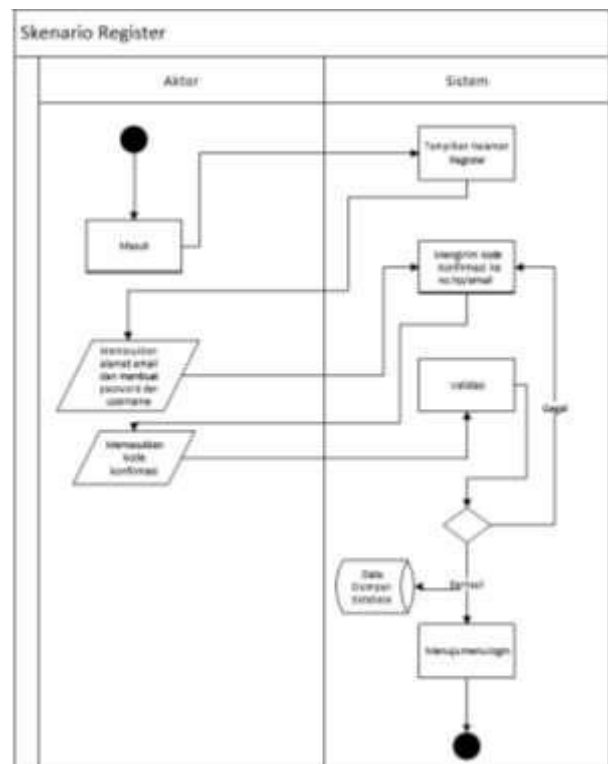 Skenario Register
Aktor
Sistem
Tampilkan halaman
Register
Masuk
Mengirim kode
konfirmasi ke
no.hp/email
Memasukkan
alamat email
dan membuat
password dan
username
Validasi
Gagal
Memasukkan
kode
konfirmasi
Data
Disimpan
Database
Berhasil
Menuju menu login